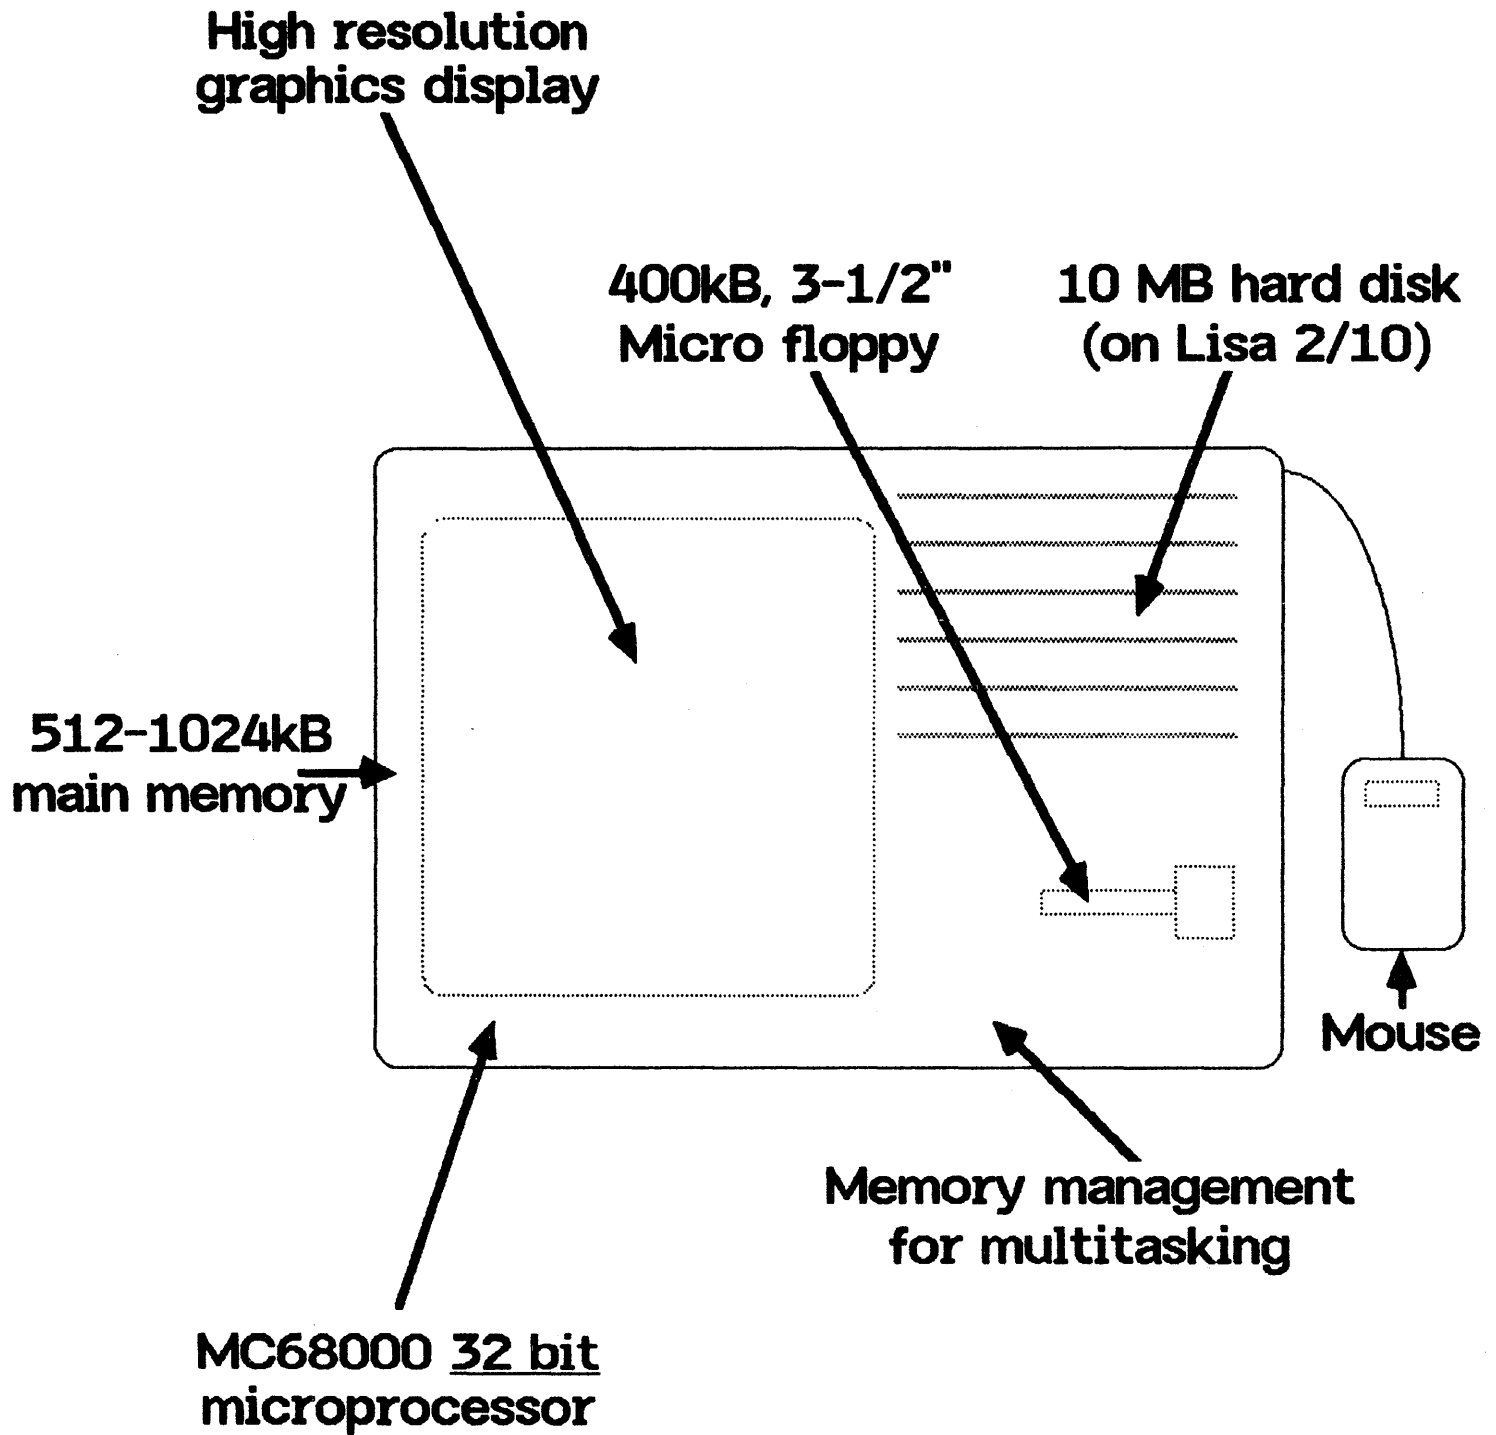 High resolution
graphics display
400kB, 3-1/2"
Micro floppy
10 MB hard disk
(on Lisa 2/10)
512-1024kB
main memory
Mouse
Memory management
for multitasking
MC68000 32 bit
microprocessor